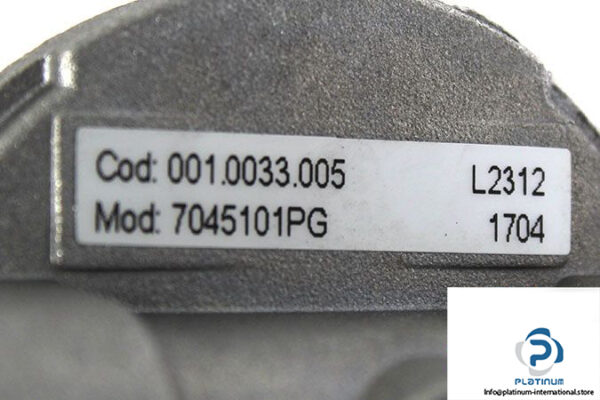 Cod: 001.0033.005 L2312
Mod: 7045101PG 1704
PLATINUM
Info@platinum-international.store